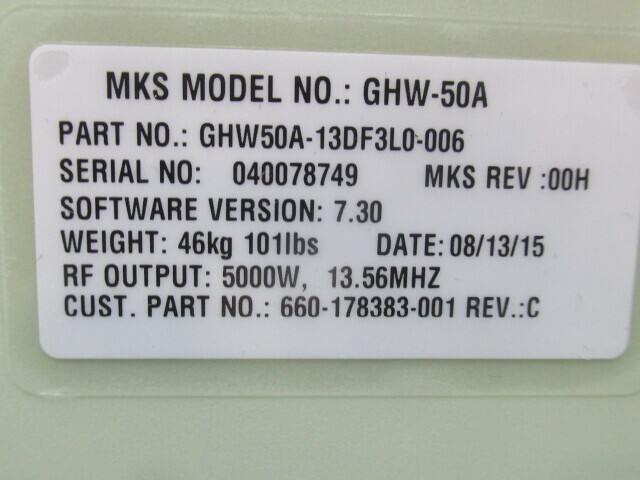 MKS MODEL NO.: GHW-50A
PART NO.: GHW50A-13DF3L0-006
SERIAL NO: 040078749 MKS REV :00H
SOFTWARE VERSION: 7.30
WEIGHT: 46kg 101lbs DATE: 08/13/15
RF OUTPUT: 5000W, 13.56MHZ
CUST. PART NO.: 660-178383-001 REV.:C